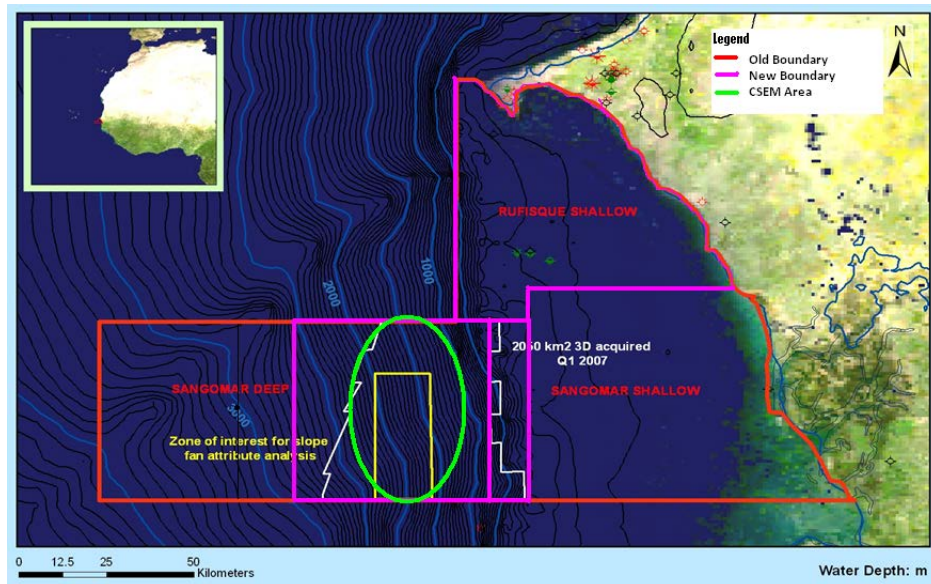 Legend
Old Boundary
New Boundary
CSEM Area
N
RUFISQUE SHALLOW
1000
2000
2050 km2 3D acquired
Q1 2007
SANGOMAR DEEP
SANGOMAR SHALLOW
3000
Zone of interest for slope
fan attribute analysis
0 12.5 25 50
Kilometers
Water Depth: m